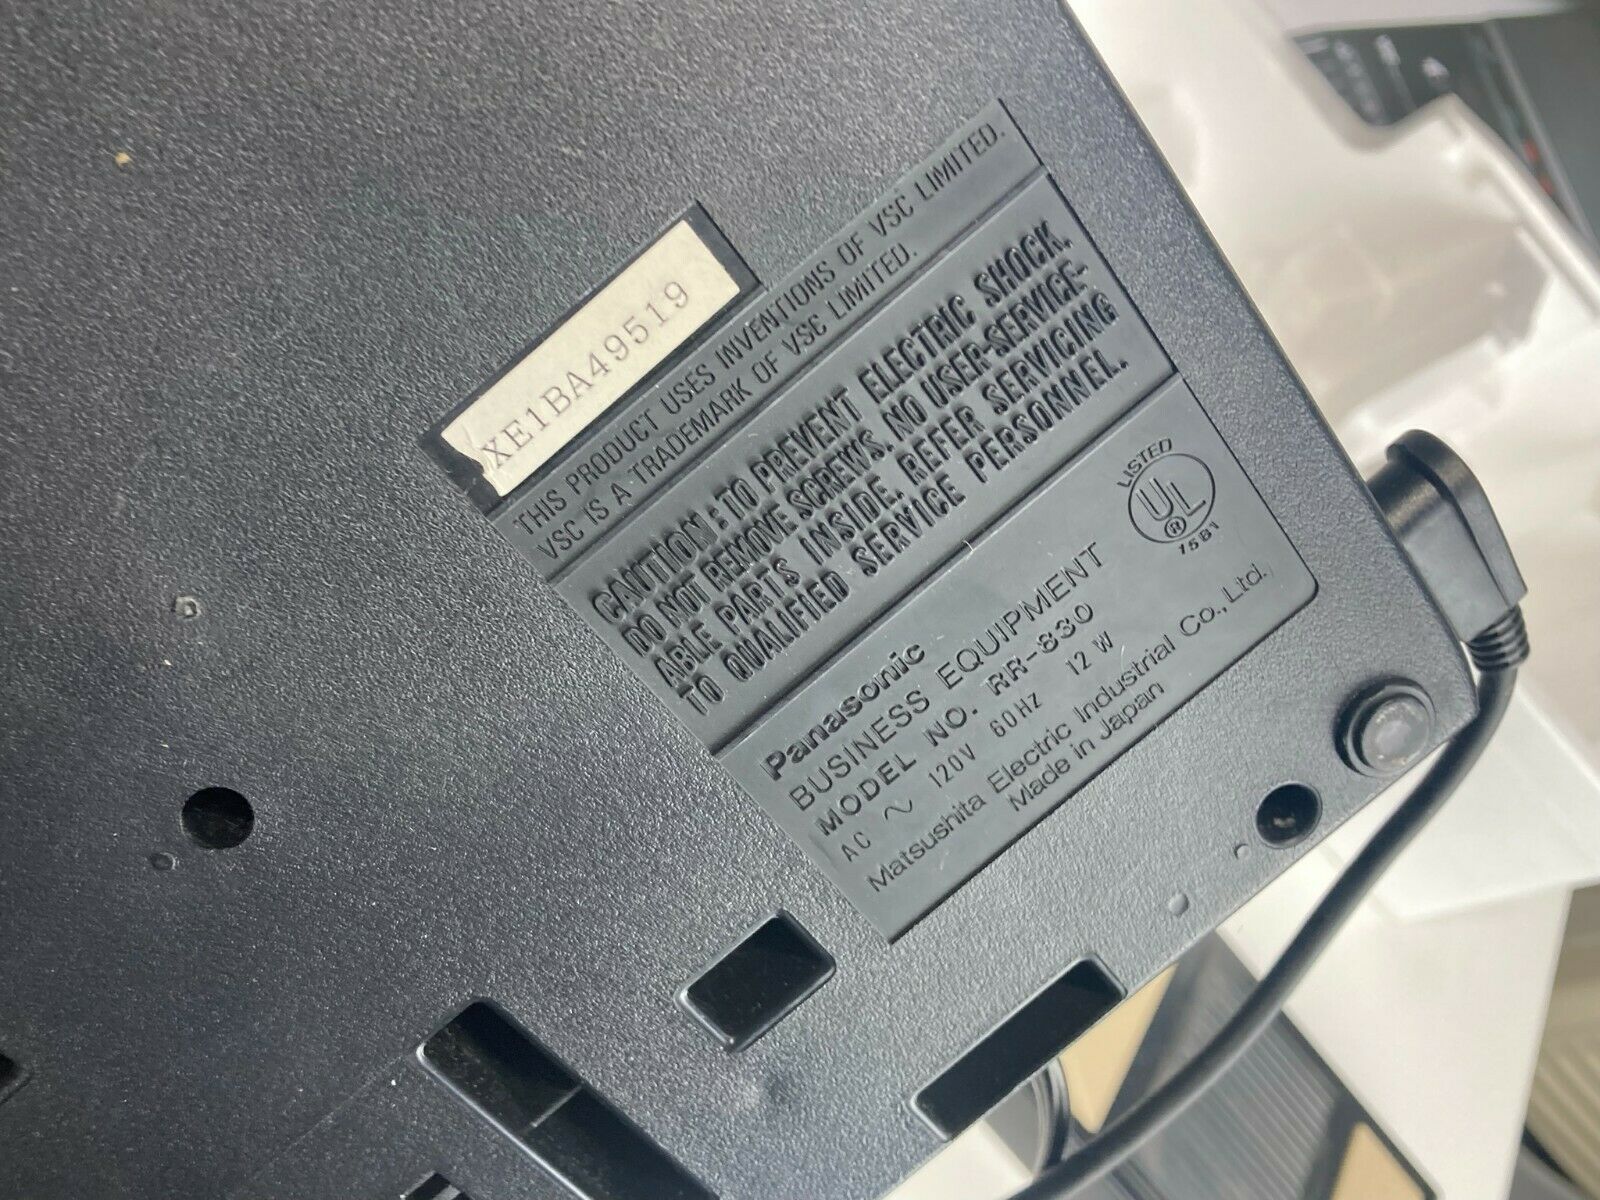 XE1BA49519
THIS PRODUCT USES INVENTIONS OF VSC LIMITED.
VSC IS A TRADEMARK OF VSC LIMITED.
CAUTION: TO PREVENT ELECTRIC SHOCK.
DO NOT REMOVE SCREWS. NO USER-SERVICE-
ABLE PARTS INSIDE. REFER SERVICING
TO QUALIFIED SERVICE PERSONNEL.
Panasonic
BUSINESS EQUIPMENT
MODEL NO. RR-830
AC ~ 120V 60Hz 12W
Matsushita Electric Industrial Co., Ltd.
Made in Japan
LISTED
UL
®
15B1